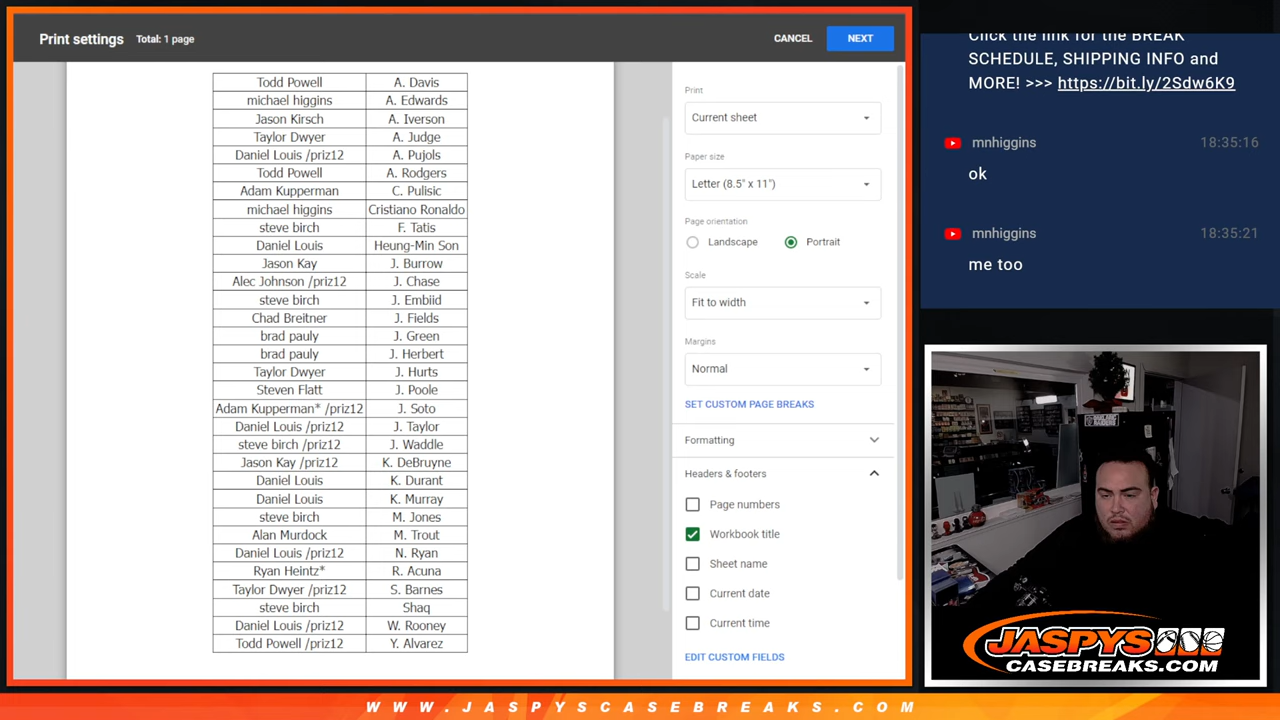 Print settings Total: 1 page CANCEL NEXT
Todd Powell A. Davis
michael higgins A. Edwards
Jason Kirsch A. Iverson
Taylor Dwyer A. Judge
Daniel Louis /priz12 A. Pujols
Todd Powell A. Rodgers
Adam Kupperman C. Pulisic
michael higgins Cristiano Ronaldo
steve birch F. Tatis
Daniel Louis Heung-Min Son
Jason Kay J. Burrow
Alec Johnson /priz12 J. Chase
steve birch J. Embiid
Chad Breitner J. Fields
brad pauly J. Green
brad pauly J. Herbert
Taylor Dwyer J. Hurts
Steven Flatt J. Poole
Adam Kupperman* /priz12 J. Soto
Daniel Louis /priz12 J. Taylor
steve birch /priz12 J. Waddle
Jason Kay /priz12 K. DeBruyne
Daniel Louis K. Durant
Daniel Louis K. Murray
steve birch M. Jones
Alan Murdock M. Trout
Daniel Louis /priz12 N. Ryan
Ryan Heintz* R. Acuna
Taylor Dwyer /priz12 S. Barnes
steve birch Shaq
Daniel Louis /priz12 W. Rooney
Todd Powell /priz12 Y. Alvarez
Print
Current sheet
Paper size
Letter (8.5" x 11")
Page orientation
Landscape Portrait
Scale
Fit to width
Margins
Normal
SET CUSTOM PAGE BREAKS
Formatting
Headers & footers
Page numbers
Workbook title
Sheet name
Current date
Current time
EDIT CUSTOM FIELDS
Click the link for the BREAK
SCHEDULE, SHIPPING INFO and
MORE! >>> https://bit.ly/2Sdw6K9
mnhiggins 18:35:16
ok
mnhiggins 18:35:21
me too
JASPYS
CASEBREAKS.COM
WWW.JASPYSCASEBREAKS.COM